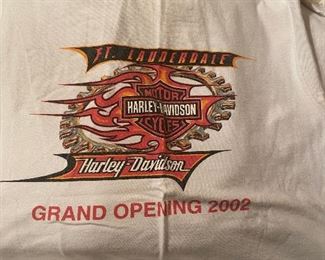 FT. LAUDERDALE
MOTOR
HARLEY-DAVIDSON
CYCLES
Harley-Davidson
GRAND OPENING 2002